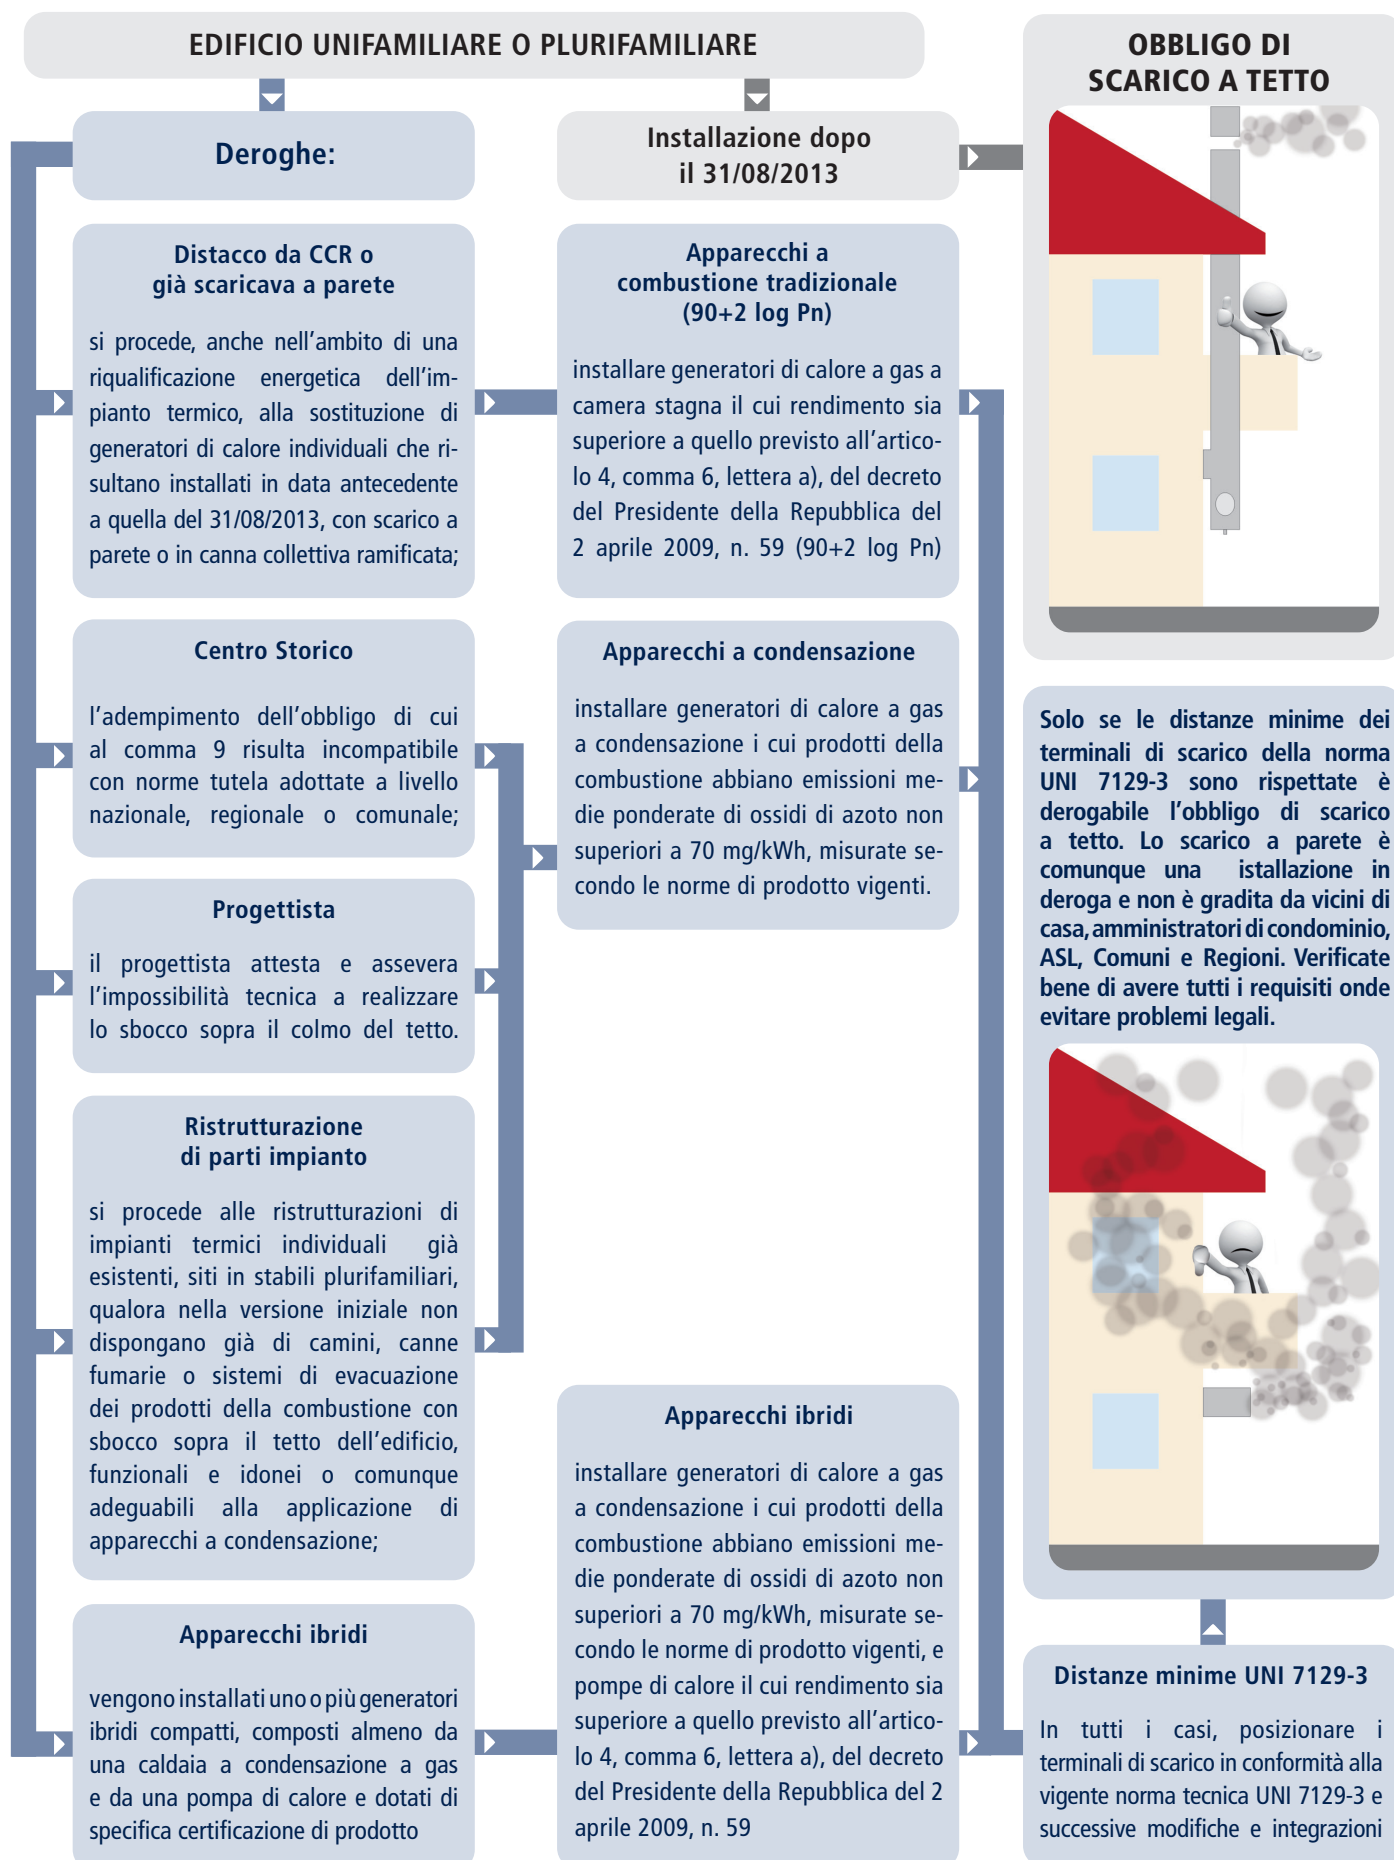 EDIFICIO UNIFAMILIARE O PLURIFAMILIARE
Deroghe:
Installazione dopo
il 31/08/2013
OBBLIGO DI
SCARICO A TETTO
Distacco da CCR o
già scaricava a parete
si procede, anche nell'ambito di una
riqualificazione energetica dell'im-
pianto termico, alla sostituzione di
generatori di calore individuali che ri-
sultano installati in data antecedente
a quella del 31/08/2013, con scarico a
parete o in canna collettiva ramificata;
Apparecchi a
combustione tradizionale
(90+2 log Pn)
installare generatori di calore a gas a
camera stagna il cui rendimento sia
superiore a quello previsto all'artico-
lo 4, comma 6, lettera a), del decreto
del Presidente della Repubblica del
2 aprile 2009, n. 59 (90+2 log Pn)
Centro Storico
l'adempimento dell'obbligo di cui
al comma 9 risulta incompatibile
con norme tutela adottate a livello
nazionale, regionale o comunale;
Progettista
il progettista attesta e assevera
l'impossibilità tecnica a realizzare
lo sbocco sopra il colmo del tetto.
Ristrutturazione
di parti impianto
si procede alle ristrutturazioni di
impianti termici individuali già
esistenti, siti in stabili plurifamiliari,
qualora nella versione iniziale non
dispongano già di camini, canne
fumarie o sistemi di evacuazione
dei prodotti della combustione con
sbocco sopra il tetto dell'edificio,
funzionali e idonei o comunque
adeguabili alla applicazione di
apparecchi a condensazione;
Apparecchi a condensazione
installare generatori di calore a gas
a condensazione i cui prodotti della
combustione abbiano emissioni me-
die ponderate di ossidi di azoto non
superiori a 70 mg/kWh, misurate se-
condo le norme di prodotto vigenti.
Apparecchi ibridi
vengono installati uno o più generatori
ibridi compatti, composti almeno da
una caldaia a condensazione a gas
e da una pompa di calore e dotati di
specifica certificazione di prodotto
Apparecchi ibridi
installare generatori di calore a gas
a condensazione i cui prodotti della
combustione abbiano emissioni me-
die ponderate di ossidi di azoto non
superiori a 70 mg/kWh, misurate se-
condo le norme di prodotto vigenti, e
pompe di calore il cui rendimento sia
superiore a quello previsto all'artico-
lo 4, comma 6, lettera a), del decreto
del Presidente della Repubblica del 2
aprile 2009, n. 59
Solo se le distanze minime dei
terminali di scarico della norma
UNI 7129-3 sono rispettate è
derogabile l'obbligo di scarico
a tetto. Lo scarico a parete è
comunque una istallazione in
deroga e non è gradita da vicini di
casa, amministratori di condominio,
ASL, Comuni e Regioni. Verificate
bene di avere tutti i requisiti onde
evitare problemi legali.
Distanze minime UNI 7129-3
In tutti i casi, posizionare i
terminali di scarico in conformità alla
vigente norma tecnica UNI 7129-3 e
successive modifiche e integrazioni